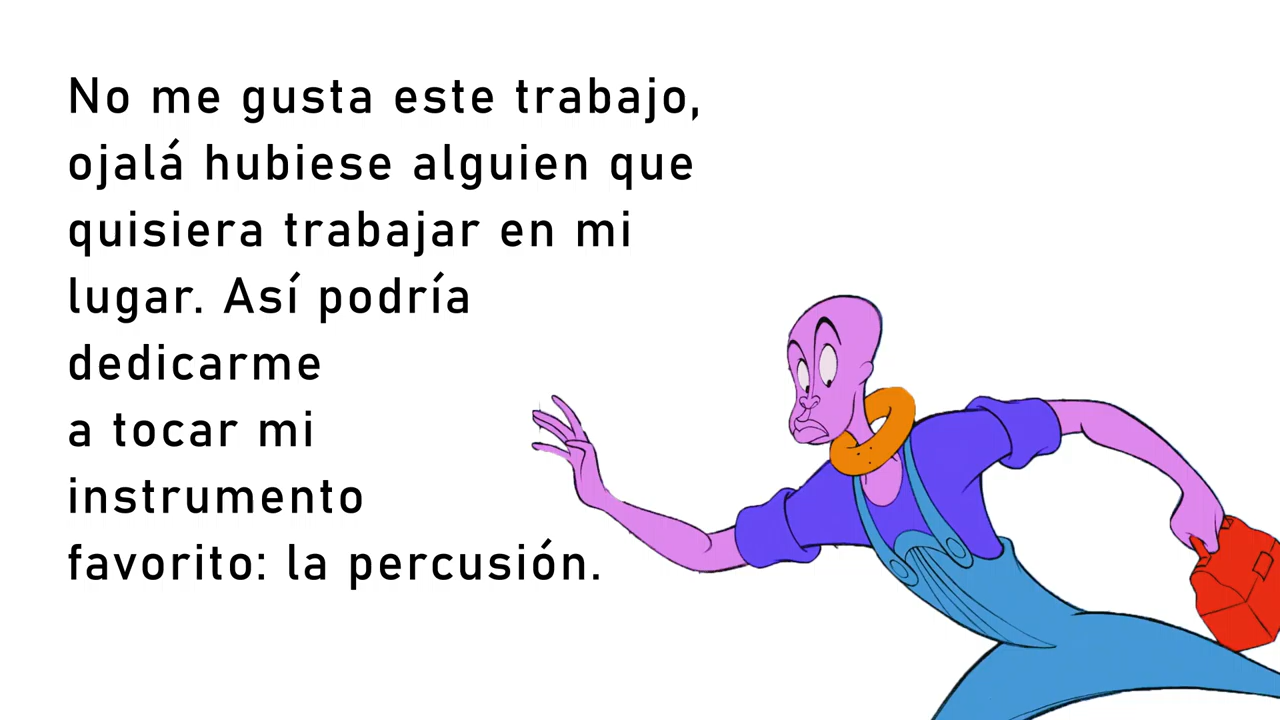 No me gusta este trabajo,
ojalá hubiese alguien que
quisiera trabajar en mi
lugar. Así podría
dedicarme
a tocar mi
instrumento
favorito: la percusión.